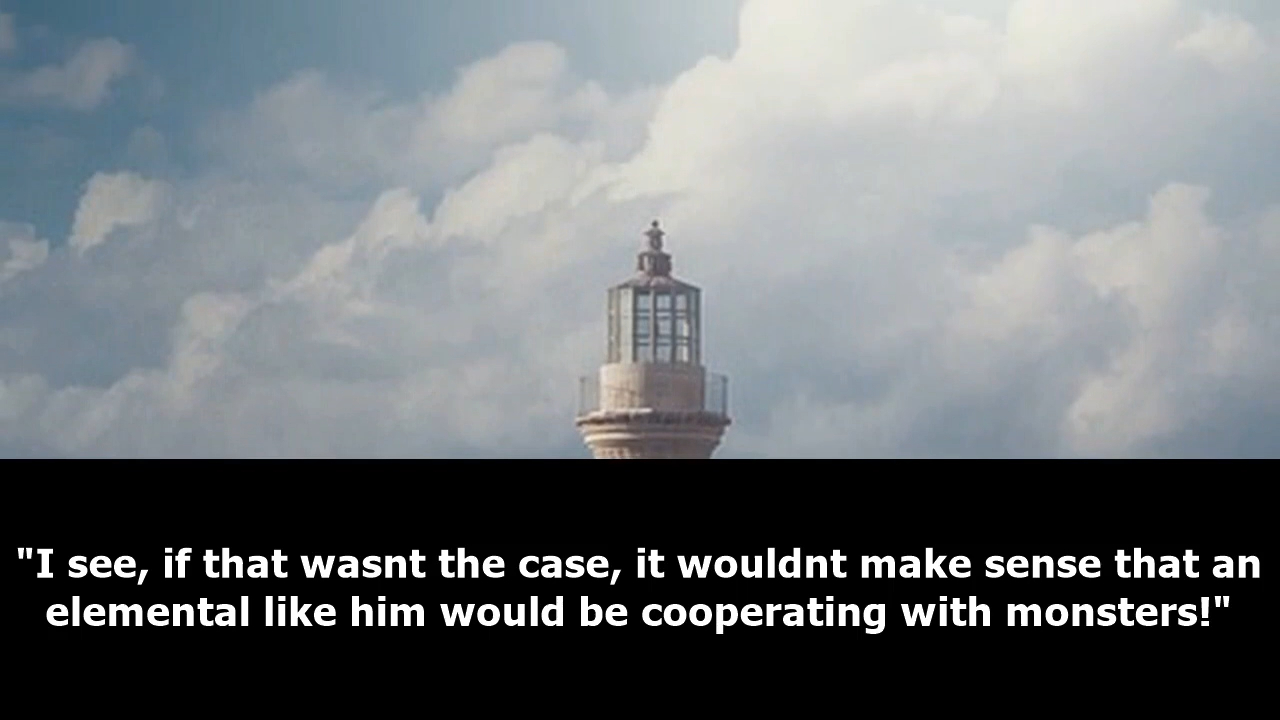 "I see, if that wasnt the case, it wouldnt make sense that an
elemental like him would be cooperating with monsters!"